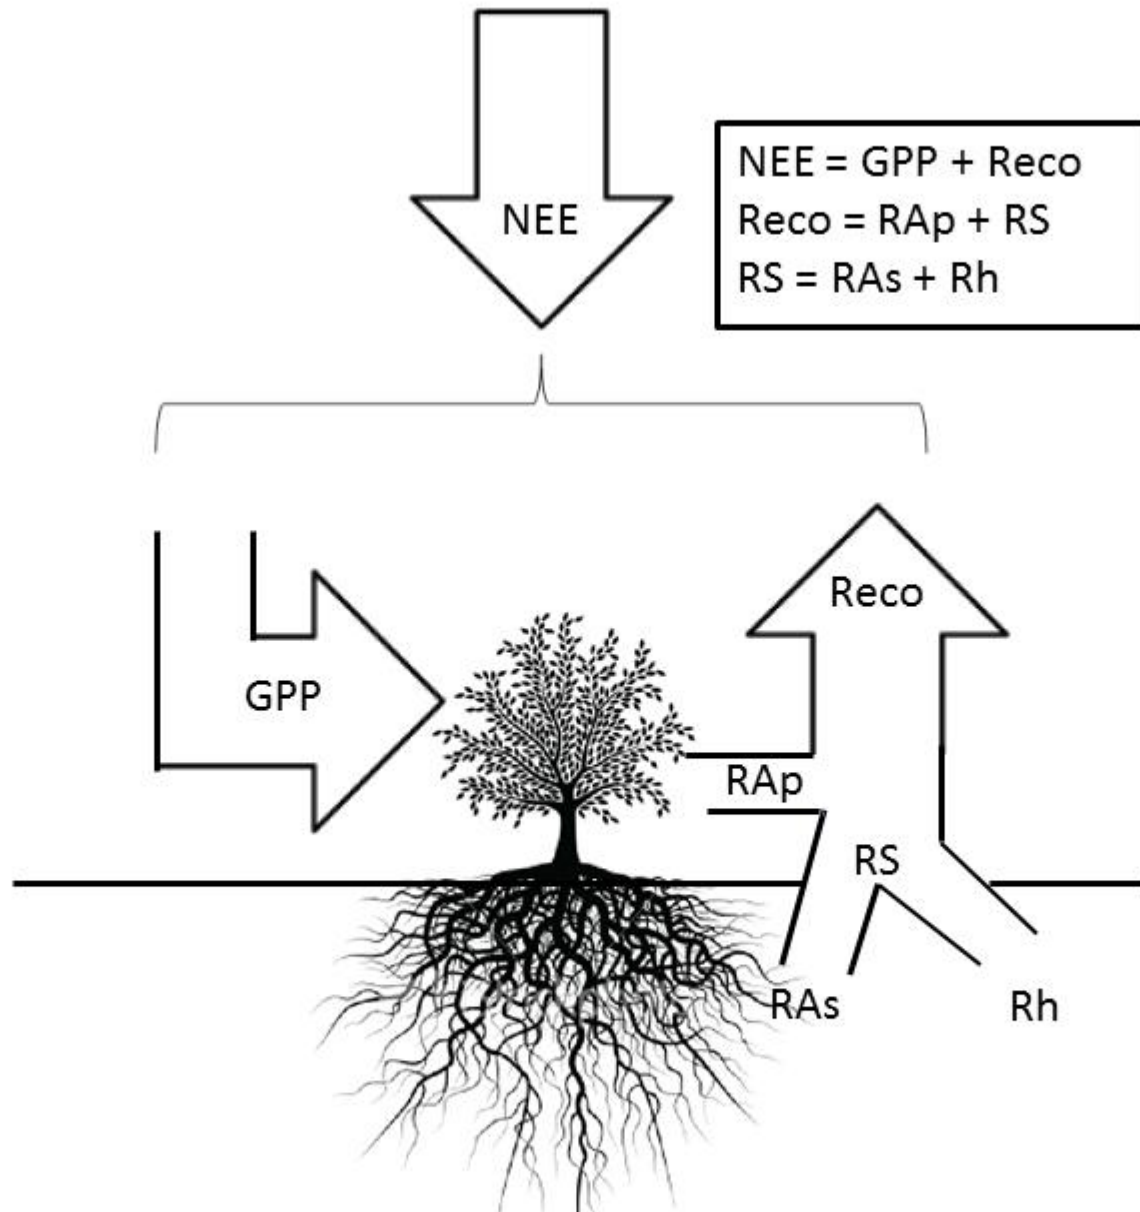 NEE
NEE = GPP + Reco
Reco = RAp + RS
RS = RAs + Rh
Reco
GPP
RAp
RS
RAs
Rh